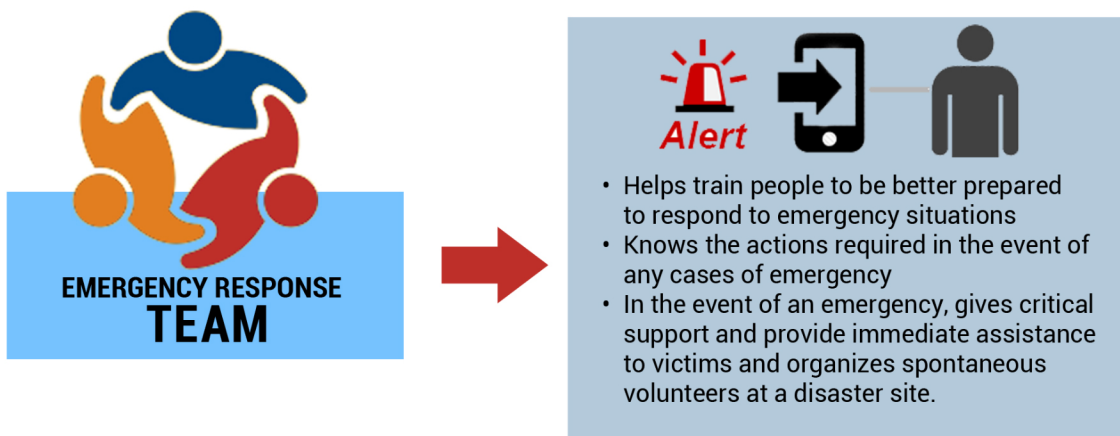 EMERGENCY RESPONSE
TEAM
Alert
• Helps train people to be better prepared
to respond to emergency situations
• Knows the actions required in the event of
any cases of emergency
• In the event of an emergency, gives critical
support and provide immediate assistance
to victims and organizes spontaneous
volunteers at a disaster site.